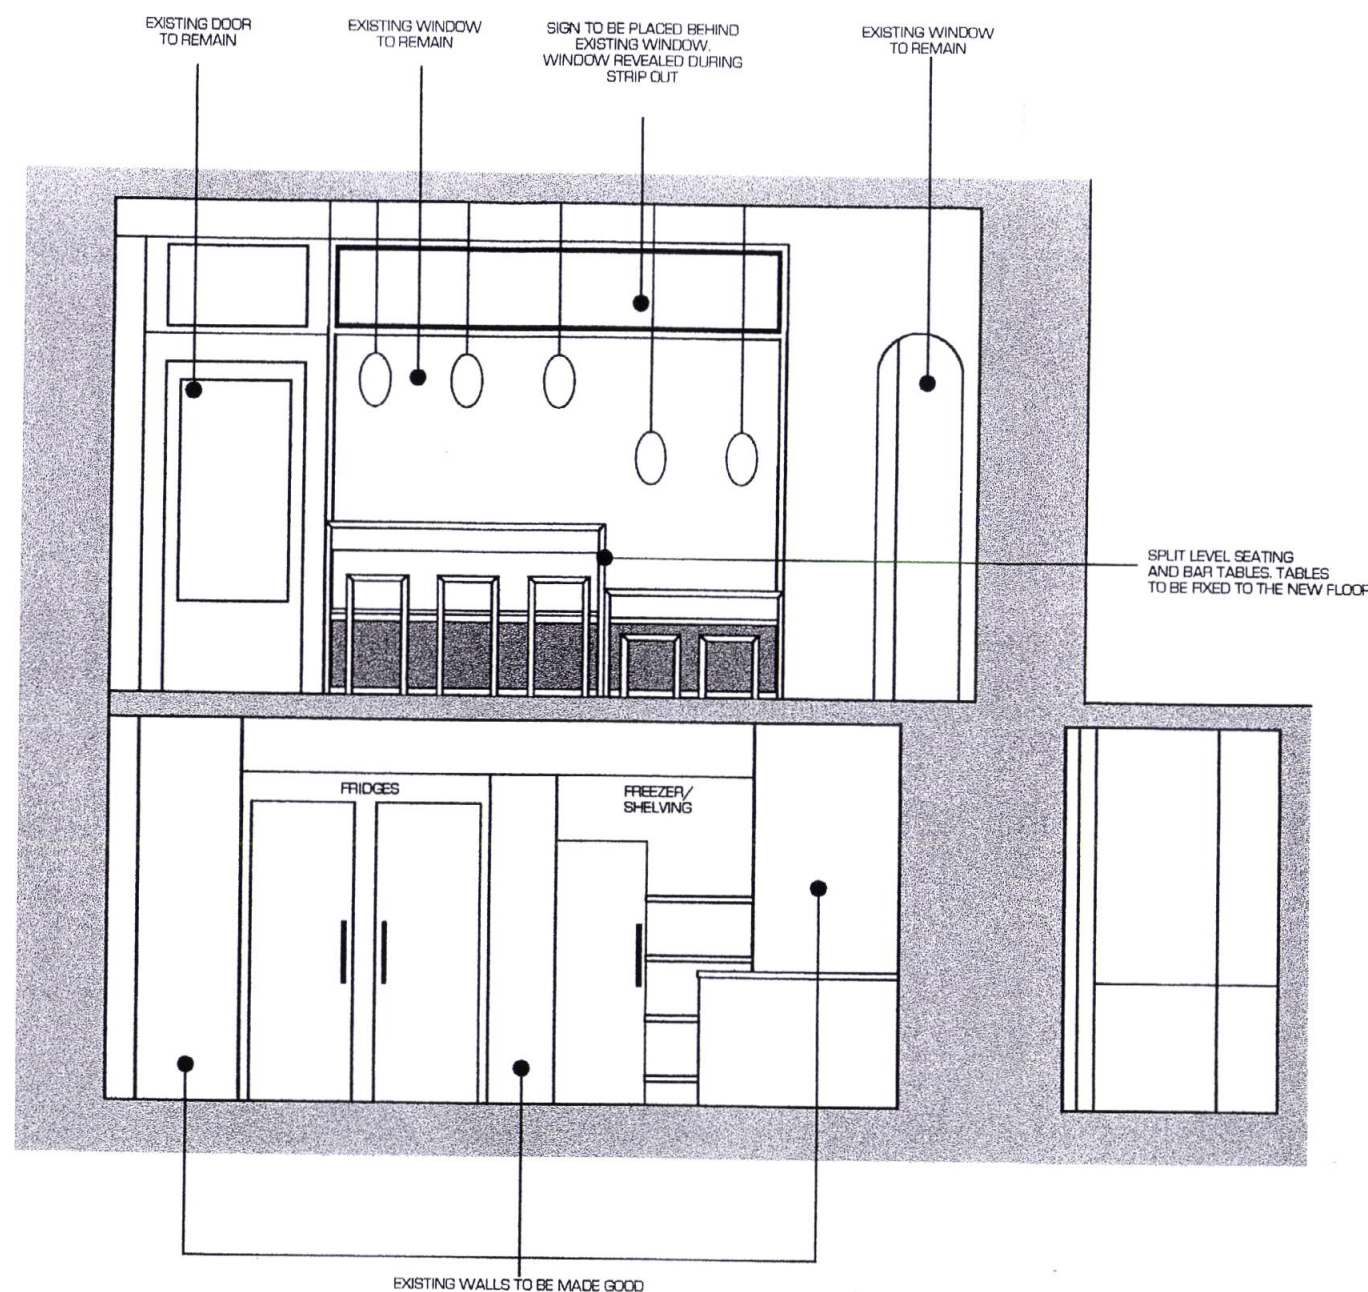 EXISTING DOOR
TO REMAIN
EXISTING WINDOW
TO REMAIN
SIGN TO BE PLACED BEHIND
EXISTING WINDOW.
WINDOW REVEALED DURING
STRIP OUT
EXISTING WINDOW
TO REMAIN
SPLIT LEVEL SEATING
AND BAR TABLES. TABLES
TO BE FIXED TO THE NEW FLOOR
FRIDGES
FREEZER/
SHELVING
EXISTING WALLS TO BE MADE GOOD